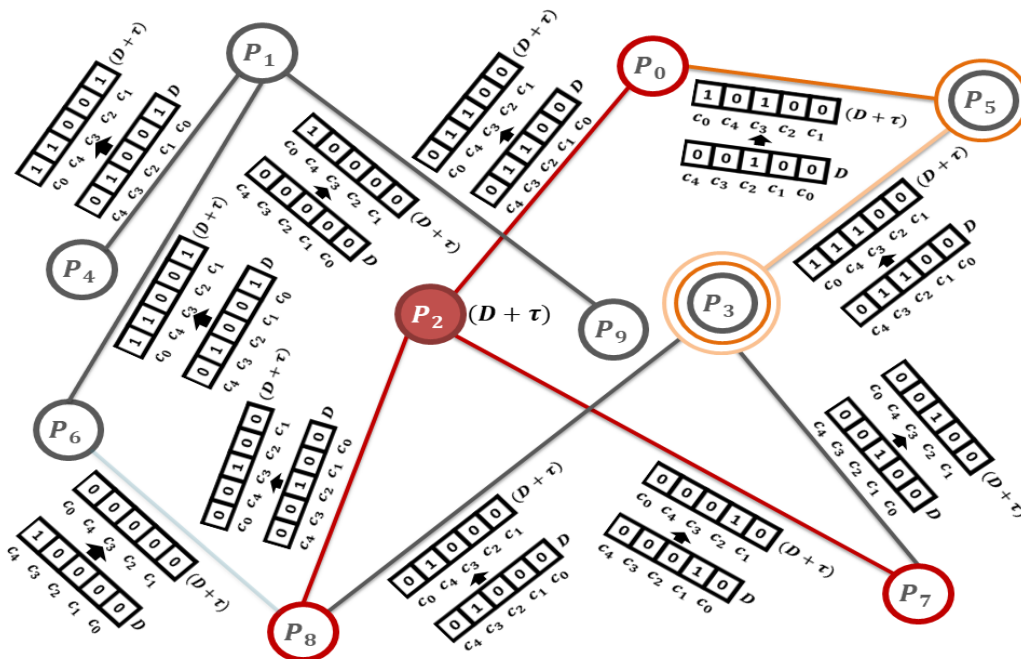 P₁
P₀
P₅
1 1 0 0 1 (D + τ)
c₀ c₄ c₃ c₂ c₁
0 1 0 0 1 D
c₄ c₃ c₂ c₁ c₀
1 0 0 0 0 (D + τ)
c₀ c₄ c₃ c₂ c₁
0 0 0 0 0 D
c₄ c₃ c₂ c₁ c₀
0 1 1 0 0 (D + τ)
c₀ c₄ c₃ c₂ c₁
0 1 1 0 0 D
c₄ c₃ c₂ c₁ c₀
1 0 1 0 0 (D + τ)
c₀ c₄ c₃ c₂ c₁
0 0 1 0 0 D
c₄ c₃ c₂ c₁ c₀
P₄
1 1 0 0 1 (D + τ)
c₀ c₄ c₃ c₂ c₁
0 1 0 0 1 D
c₄ c₃ c₂ c₁ c₀
P₂ (D + τ)
P₉
P₃
1 1 1 0 0 (D + τ)
c₀ c₄ c₃ c₂ c₁
0 1 1 0 0 D
c₄ c₃ c₂ c₁ c₀
P₆
0 0 1 0 0 (D + τ)
c₀ c₄ c₃ c₂ c₁
0 0 1 0 0 D
c₄ c₃ c₂ c₁ c₀
0 0 1 0 0 (D + τ)
c₀ c₄ c₃ c₂ c₁
0 0 1 0 0 D
c₄ c₃ c₂ c₁ c₀
0 0 0 0 0 (D + τ)
c₀ c₄ c₃ c₂ c₁
1 0 0 0 0 D
c₄ c₃ c₂ c₁ c₀
0 1 0 0 0 (D + τ)
c₀ c₄ c₃ c₂ c₁
0 1 0 0 0 D
c₄ c₃ c₂ c₁ c₀
0 0 0 1 0 (D + τ)
c₀ c₄ c₃ c₂ c₁
0 0 0 1 0 D
c₄ c₃ c₂ c₁ c₀
P₈
P₇